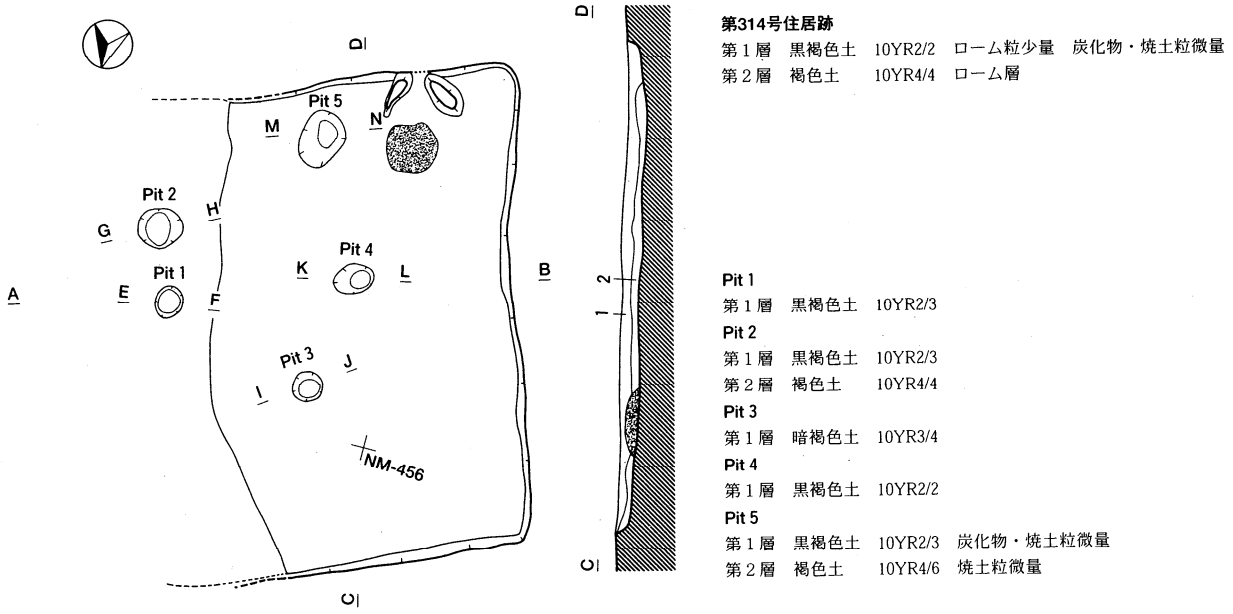 第314号住居跡
第1層 黒褐色土 10YR2/2 ローム粒少量 炭化物・焼土粒微量
第2層 褐色土 10YR4/4 ローム層
Pit 1
第1層 黒褐色土 10YR2/3
Pit 2
第1層 黒褐色土 10YR2/3
第2層 褐色土 10YR4/4
Pit 3
第1層 暗褐色土 10YR3/4
Pit 4
第1層 黒褐色土 10YR2/2
Pit 5
第1層 黒褐色土 10YR2/3 炭化物・焼土粒微量
第2層 褐色土 10YR4/6 焼土粒微量
D
Pit 5
M
N
Pit 2
G
H
Pit 4
K
L
B
Pit 1
A
E
F
Pit 3
I
J
NM-456
C
D
2
1
C